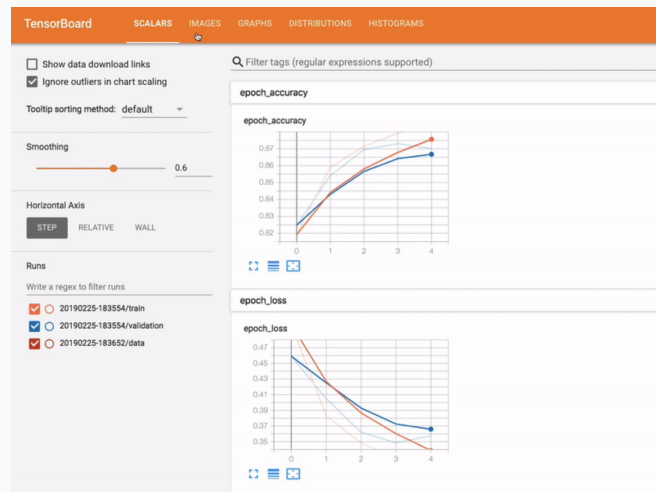 TensorBoard SCALARS IMAGES GRAPHS DISTRIBUTIONS HISTOGRAMS
Show data download links
Ignore outliers in chart scaling
Tooltip sorting method: default
Smoothing
0.6
Horizontal Axis
STEP RELATIVE WALL
Runs
Write a regex to filter runs
20190225-183554/train
20190225-183554/validation
20190225-183652/data
Filter tags (regular expressions supported)
epoch_accuracy
epoch_accuracy
0.87
0.86
0.85
0.84
0.83
0.82
0 1 2 3 4
epoch_loss
epoch_loss
0.47
0.45
0.43
0.41
0.39
0.37
0.35
0 1 2 3 4